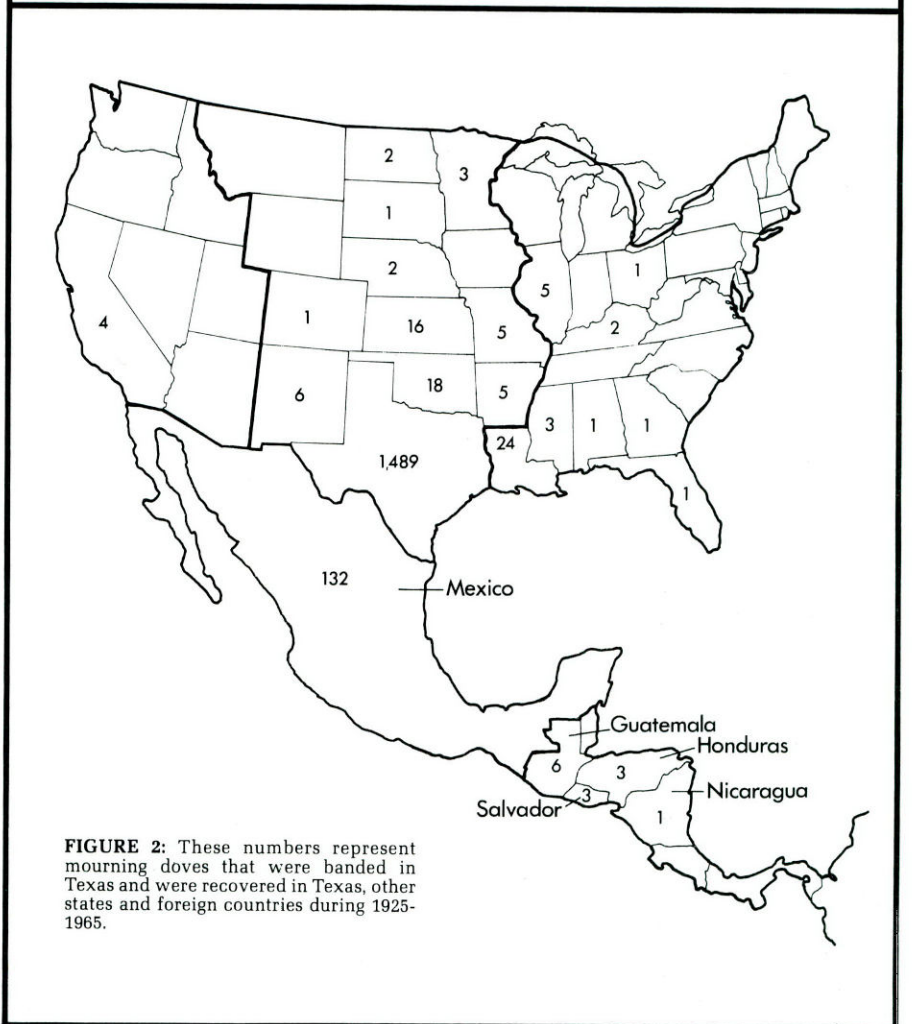 2
3
1
2
5
1
4
1
16
5
2
6
18
5
3
1
1
24
1,489
1
132
Mexico
Guatemala
Honduras
6
3
Nicaragua
Salvador
3
1
FIGURE 2: These numbers represent
mourning doves that were banded in
Texas and were recovered in Texas, other
states and foreign countries during 1925-
1965.